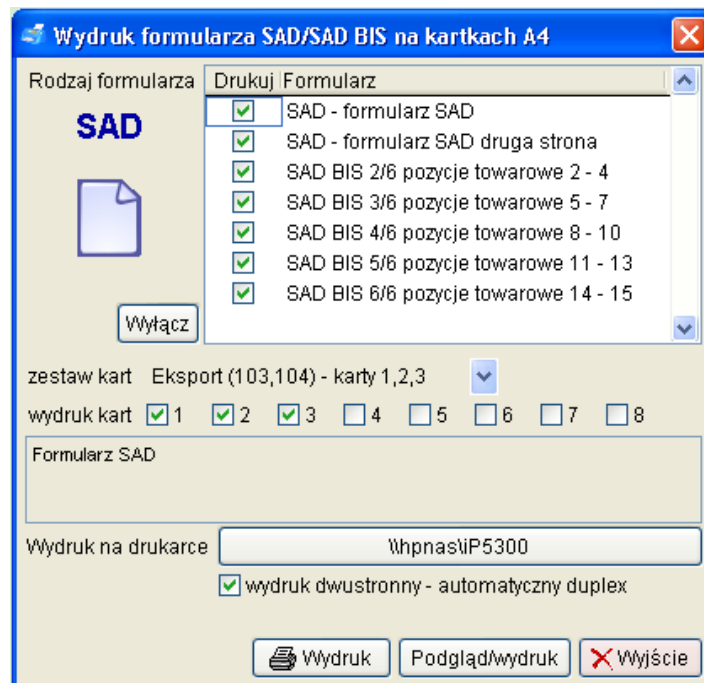 Wydruk formularza SAD/SAD BIS na kartkach A4
Rodzaj formularza
SAD
Wyłącz
Drukuj Formularz
SAD - formularz SAD
SAD - formularz SAD druga strona
SAD BIS 2/6 pozycje towarowe 2 - 4
SAD BIS 3/6 pozycje towarowe 5 - 7
SAD BIS 4/6 pozycje towarowe 8 - 10
SAD BIS 5/6 pozycje towarowe 11 - 13
SAD BIS 6/6 pozycje towarowe 14 - 15
zestaw kart Eksport (103,104) - karty 1,2,3
wydruk kart 1 2 3 4 5 6 7 8
Formularz SAD
Wydruk na drukarce \\hpnas\iP5300
wydruk dwustronny - automatyczny duplex
Wydruk Podgląd/wydruk Wyjście